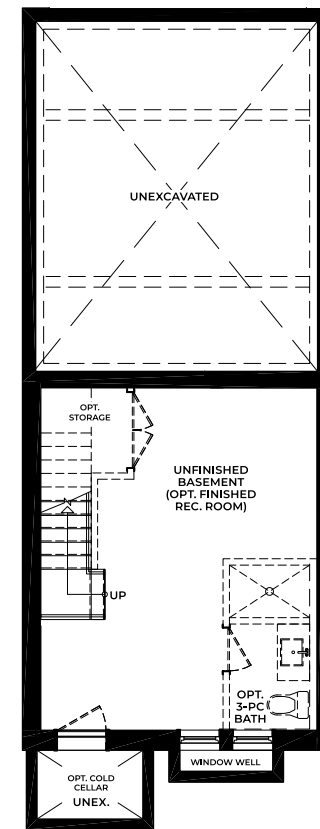 UNEXCAVATED
OPT.
STORAGE
UNFINISHED
BASEMENT
(OPT. FINISHED
REC. ROOM)
UP
OPT.
3-PC
BATH
WINDOW WELL
OPT. COLD
CELLAR
UNEX.